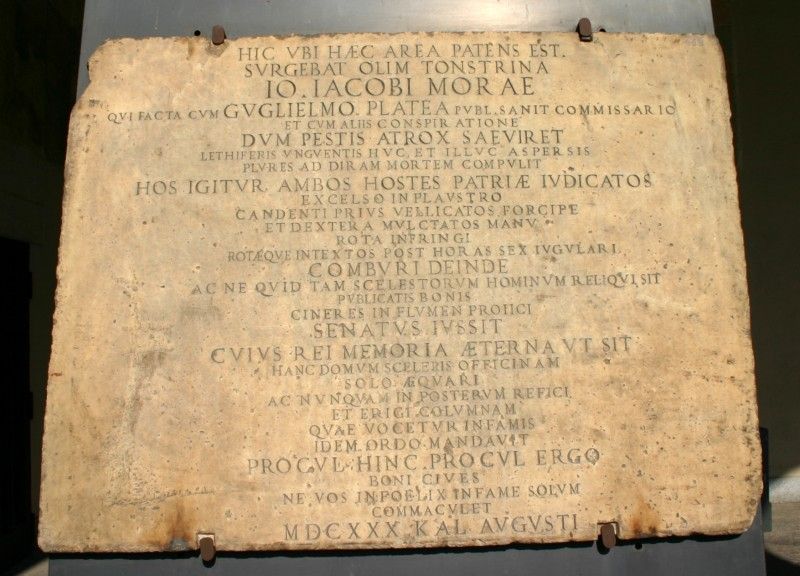 HIC VBI HÆC AREA PATENS EST.
SVRGEBAT OLIM TONSTRINA
IO. IACOBI MORAE
QVI FACTA CVM GVGLIELMO. PLATEA PVBL. SANIT COMMISSARIO
ET CVM ALIIS CONSPIRATIONE
DVM PESTIS ATROX SAEVIRET
LETHIFERIS VNGVENTIS HVC, ET ILLVC ASPERSIS
PLVRES AD DIRAM MORTEM COMPVLIT
HOS IGITVR AMBOS HOSTES PATRIÆ IVDICATOS
EXCELSO IN PLAVSTRO
CANDENTI PRIVS VELLICATOS FORCIPE
ET DEXTERA MVLCTATOS MANV
ROTA INFRINGI
ROTÆQVE INTEXTOS POST HORAS SEX IVGVLARI
COMBVRI DEINDE
AC NE QVID TAM SCELESTORVM HOMINVM RELIQVI SIT
PVBLICATIS BONIS
CINERES IN FLVMEN PROIICI
SENATVS IVSSIT
CVIVS REI MEMORIA ÆTERNA VT SIT
HANC DOMVM SCELERIS OFFICINAM
SOLO ÆQVARI
AC NVNQVAM IN POSTERVM REFICI
ET ERIGI COLVMNAM
QVAE VOCETVR INFAMIS
IDEM ORDO MANDAVIT
PROCVL HINC PROCVL ERGO
BONI CIVES
NE VOS INFOELIX INFAME SOLVM
COMMACVLET
MDCXXX KAL AVGVSTI